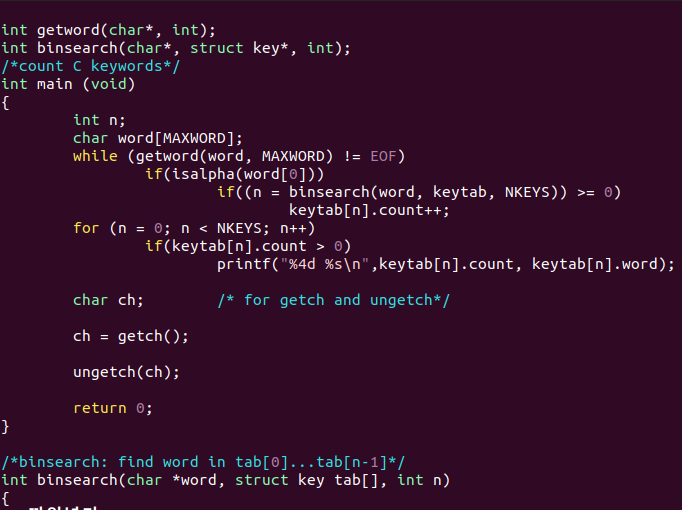 int getword(char*, int);
int binsearch(char*, struct key*, int);
/*count C keywords*/
int main (void)
{
int n;
char word[MAXWORD];
while (getword(word, MAXWORD) != EOF)
if(isalpha(word[0]))
if((n = binsearch(word, keytab, NKEYS)) >= 0)
keytab[n].count++;
for (n = 0; n < NKEYS; n++)
if(keytab[n].count > 0)
printf("%4d %s\n",keytab[n].count, keytab[n].word);
char ch; /* for getch and ungetch*/
ch = getch();
ungetch(ch);
return 0;
}
/*binsearch: find word in tab[0]...tab[n-1]*/
int binsearch(char *word, struct key tab[], int n)
{